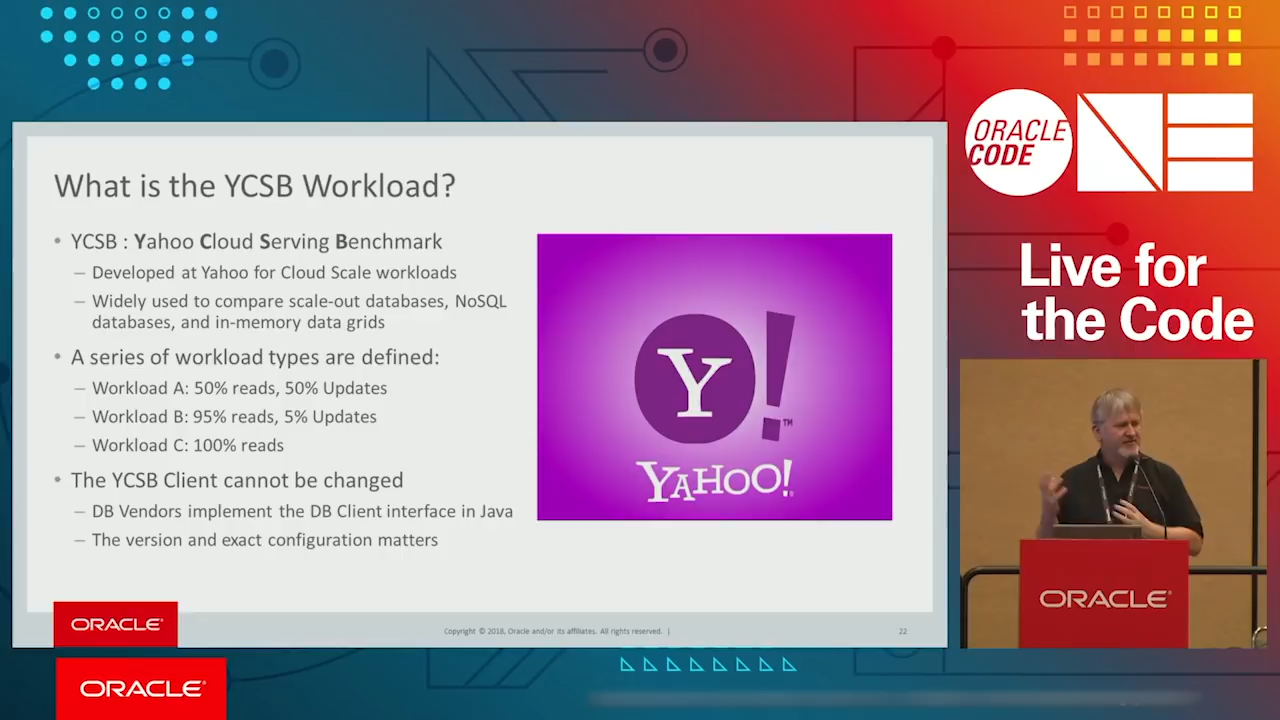 What is the YCSB Workload?
• YCSB : Yahoo Cloud Serving Benchmark
– Developed at Yahoo for Cloud Scale workloads
– Widely used to compare scale-out databases, NoSQL
databases, and in-memory data grids
• A series of workload types are defined:
– Workload A: 50% reads, 50% Updates
– Workload B: 95% reads, 5% Updates
– Workload C: 100% reads
• The YCSB Client cannot be changed
– DB Vendors implement the DB Client interface in Java
– The version and exact configuration matters
Y!™
YAHOO!®
ORACLE®
Copyright © 2018, Oracle and/or its affiliates. All rights reserved. |
22
ORACLE®
ORACLE
CODE
ONE
Live for
the Code
ORACLE®